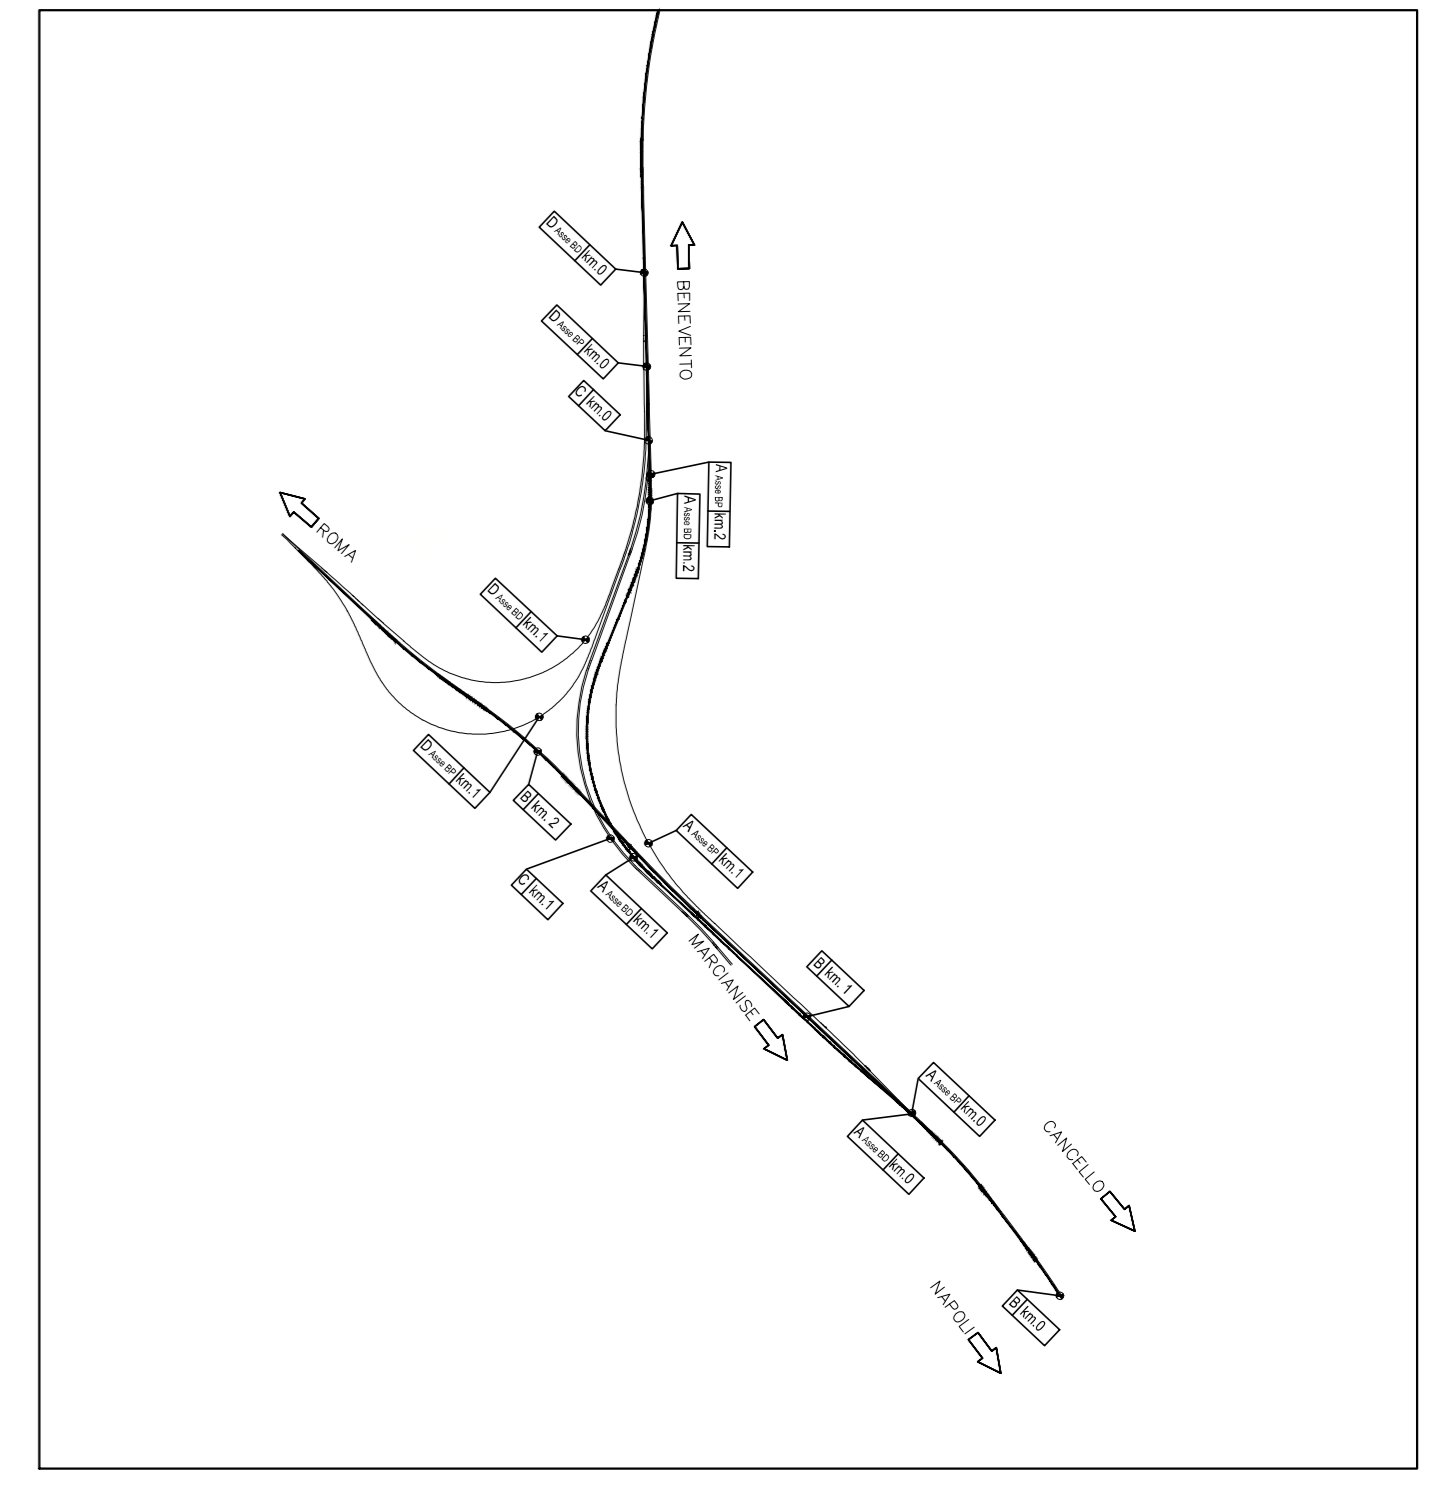 D Asse BD km.0
BENEVENTO
D Asse BP km.0
C km.0
A Asse BP km.2
A Asse BD km.2
ROMA
D Asse BD km.1
D Asse BP km.1
B km. 2
A Asse BP km.1
C km.1
A Asse BD km.1
MARCIANISE
B km. 1
A Asse BP km.0
A Asse BD km.0
CANCELLO
NAPOLI
B km.0